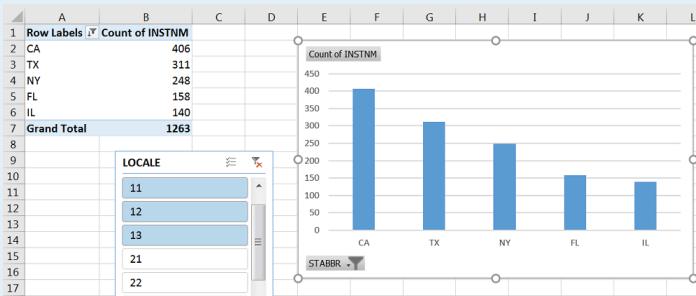 A B C D E F G H I J K L
1 Row Labels Count of INSTNM
2 CA 406
3 TX 311
4 NY 248
5 FL 158
6 IL 140
7 Grand Total 1263
8
9
10
11
12
13
14
15
16
17
LOCALE
11
12
13
21
22
Count of INSTNM
450
400
350
300
250
200
150
100
50
0
CA TX NY FL IL
STABBR